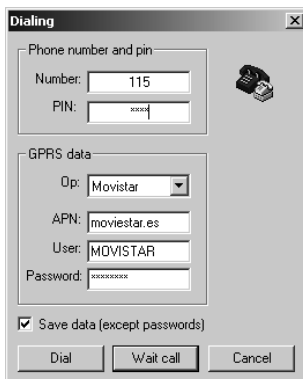 Dialing
Phone number and pin
Number: 115
PIN: ****
GPRS data
Op: Movistar
APN: moviestar.es
User: MOVISTAR
Password: ********
Save data (except passwords)
Dial Wait call Cancel